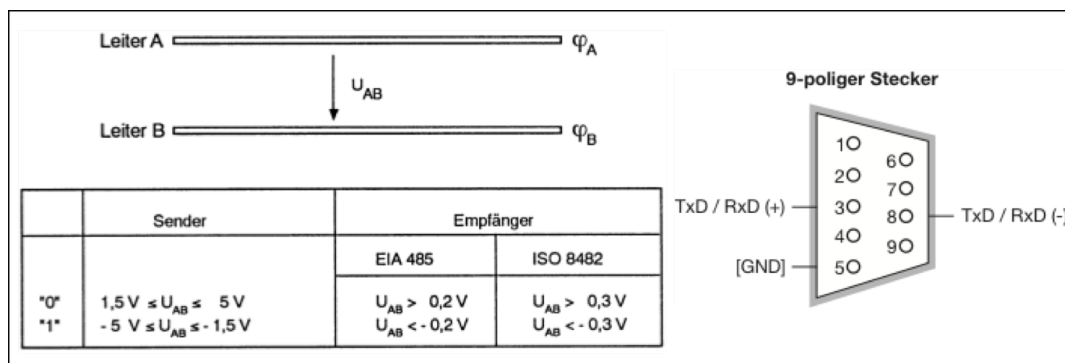 Leiter A φA
UAB
Leiter B φB
Sender Empfänger
EIA 485 ISO 8482
"0" 1,5 V ≤ UAB ≤ 5 V UAB > 0,2 V UAB > 0,3 V
"1" - 5 V ≤ UAB ≤ - 1,5 V UAB < - 0,2 V UAB < - 0,3 V
9-poliger Stecker
1
6
2
7
TxD / RxD (+) 3
8 TxD / RxD (-)
4
9
[GND] 5